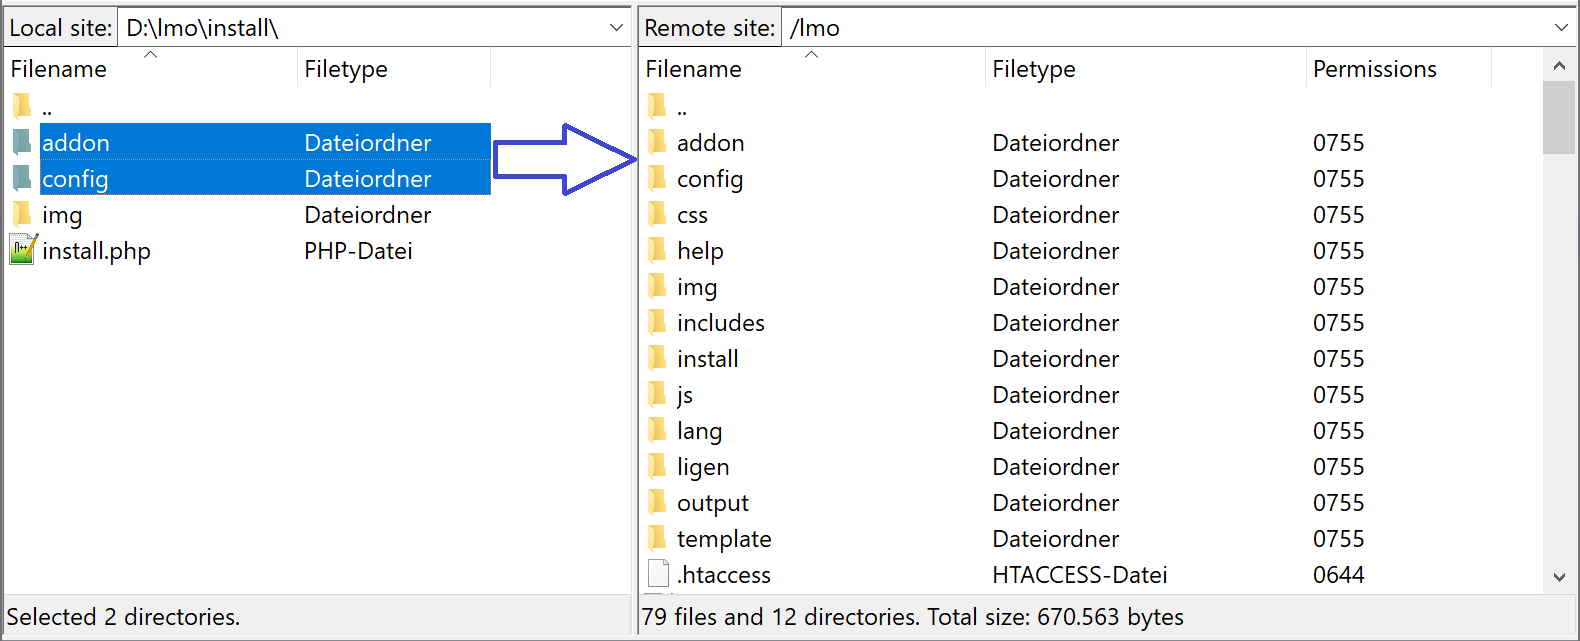 Local site: D:\lmo\install\
Filename Filetype
..
addon Dateiordner
config Dateiordner
img Dateiordner
install.php PHP-Datei
Selected 2 directories.
Remote site: /lmo
Filename Filetype Permissions
..
addon Dateiordner 0755
config Dateiordner 0755
css Dateiordner 0755
help Dateiordner 0755
img Dateiordner 0755
includes Dateiordner 0755
install Dateiordner 0755
js Dateiordner 0755
lang Dateiordner 0755
ligen Dateiordner 0755
output Dateiordner 0755
template Dateiordner 0755
.htaccess HTACCESS-Datei 0644
79 files and 12 directories. Total size: 670.563 bytes